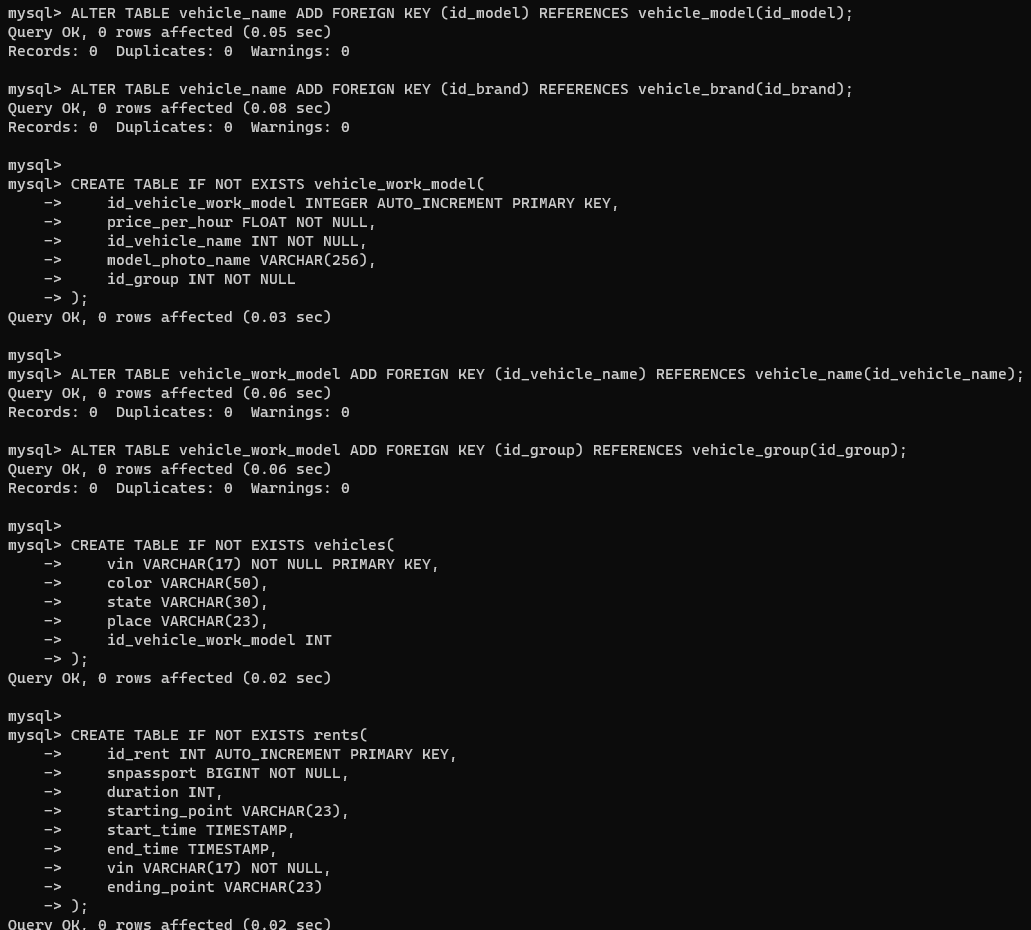 mysql> ALTER TABLE vehicle_name ADD FOREIGN KEY (id_model) REFERENCES vehicle_model(id_model);
Query OK, 0 rows affected (0.05 sec)
Records: 0  Duplicates: 0  Warnings: 0
mysql> ALTER TABLE vehicle_name ADD FOREIGN KEY (id_brand) REFERENCES vehicle_brand(id_brand);
Query OK, 0 rows affected (0.08 sec)
Records: 0  Duplicates: 0  Warnings: 0
mysql>
mysql> CREATE TABLE IF NOT EXISTS vehicle_work_model(
    ->     id_vehicle_work_model INTEGER AUTO_INCREMENT PRIMARY KEY,
    ->     price_per_hour FLOAT NOT NULL,
    ->     id_vehicle_name INT NOT NULL,
    ->     model_photo_name VARCHAR(256),
    ->     id_group INT NOT NULL
    -> );
Query OK, 0 rows affected (0.03 sec)
mysql>
mysql> ALTER TABLE vehicle_work_model ADD FOREIGN KEY (id_vehicle_name) REFERENCES vehicle_name(id_vehicle_name);
Query OK, 0 rows affected (0.06 sec)
Records: 0  Duplicates: 0  Warnings: 0
mysql> ALTER TABLE vehicle_work_model ADD FOREIGN KEY (id_group) REFERENCES vehicle_group(id_group);
Query OK, 0 rows affected (0.06 sec)
Records: 0  Duplicates: 0  Warnings: 0
mysql>
mysql> CREATE TABLE IF NOT EXISTS vehicles(
    ->     vin VARCHAR(17) NOT NULL PRIMARY KEY,
    ->     color VARCHAR(50),
    ->     state VARCHAR(30),
    ->     place VARCHAR(23),
    ->     id_vehicle_work_model INT
    -> );
Query OK, 0 rows affected (0.02 sec)
mysql>
mysql> CREATE TABLE IF NOT EXISTS rents(
    ->     id_rent INT AUTO_INCREMENT PRIMARY KEY,
    ->     snpassport BIGINT NOT NULL,
    ->     duration INT,
    ->     starting_point VARCHAR(23),
    ->     start_time TIMESTAMP,
    ->     end_time TIMESTAMP,
    ->     vin VARCHAR(17) NOT NULL,
    ->     ending_point VARCHAR(23)
    -> );
Query OK, 0 rows affected (0.02 sec)